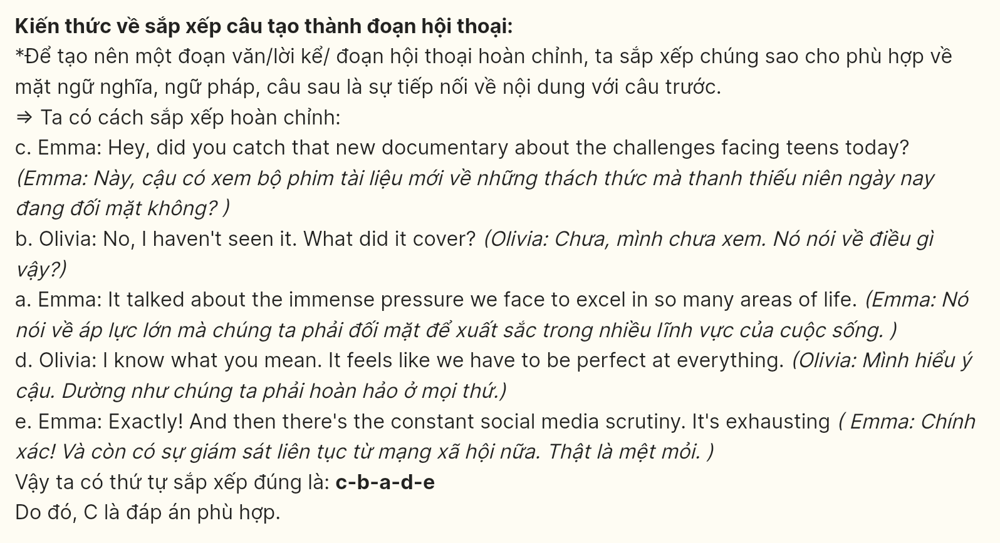 Kiến thức về sắp xếp câu tạo thành đoạn hội thoại:
*Để tạo nên một đoạn văn/lời kể/ đoạn hội thoại hoàn chỉnh, ta sắp xếp chúng sao cho phù hợp về
mặt ngữ nghĩa, ngữ pháp, câu sau là sự tiếp nối về nội dung với câu trước.
⇒ Ta có cách sắp xếp hoàn chỉnh:
c. Emma: Hey, did you catch that new documentary about the challenges facing teens today?
(Emma: Này, cậu có xem bộ phim tài liệu mới về những thách thức mà thanh thiếu niên ngày nay
đang đối mặt không? )
b. Olivia: No, I haven't seen it. What did it cover? (Olivia: Chưa, mình chưa xem. Nó nói về điều gì
vậy?)
a. Emma: It talked about the immense pressure we face to excel in so many areas of life. (Emma: Nó
nói về áp lực lớn mà chúng ta phải đối mặt để xuất sắc trong nhiều lĩnh vực của cuộc sống. )
d. Olivia: I know what you mean. It feels like we have to be perfect at everything. (Olivia: Mình hiểu ý
cậu. Dường như chúng ta phải hoàn hảo ở mọi thứ.)
e. Emma: Exactly! And then there's the constant social media scrutiny. It's exhausting ( Emma: Chính
xác! Và còn có sự giám sát liên tục từ mạng xã hội nữa. Thật là mệt mỏi. )
Vậy ta có thứ tự sắp xếp đúng là: c-b-a-d-e
Do đó, C là đáp án phù hợp.